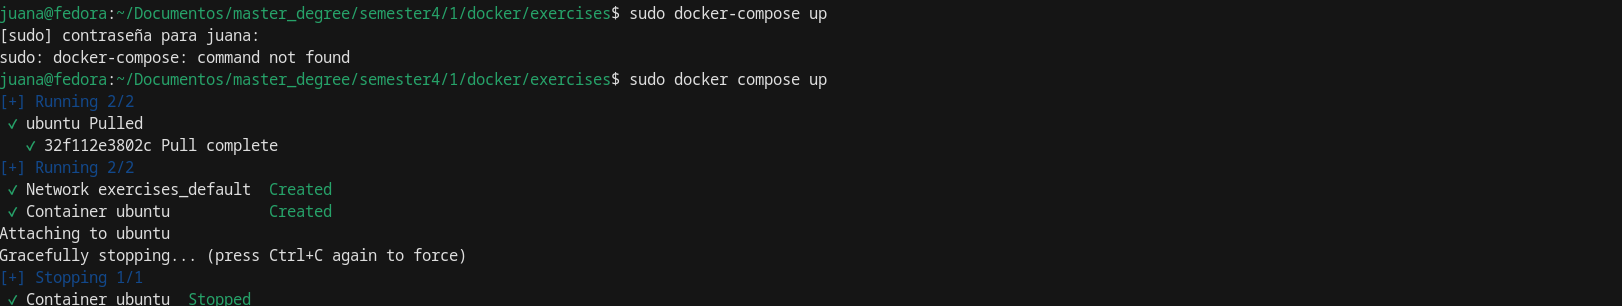 juana@fedora:~/Documentos/master_degree/semester4/1/docker/exercises$ sudo docker-compose up
[sudo] contraseña para juana:
sudo: docker-compose: command not found
juana@fedora:~/Documentos/master_degree/semester4/1/docker/exercises$ sudo docker compose up
[+] Running 2/2
✓ ubuntu Pulled
✓ 32f112e3802c Pull complete
[+] Running 2/2
✓ Network exercises_default  Created
✓ Container ubuntu           Created
Attaching to ubuntu
Gracefully stopping... (press Ctrl+C again to force)
[+] Stopping 1/1
✓ Container ubuntu  Stopped